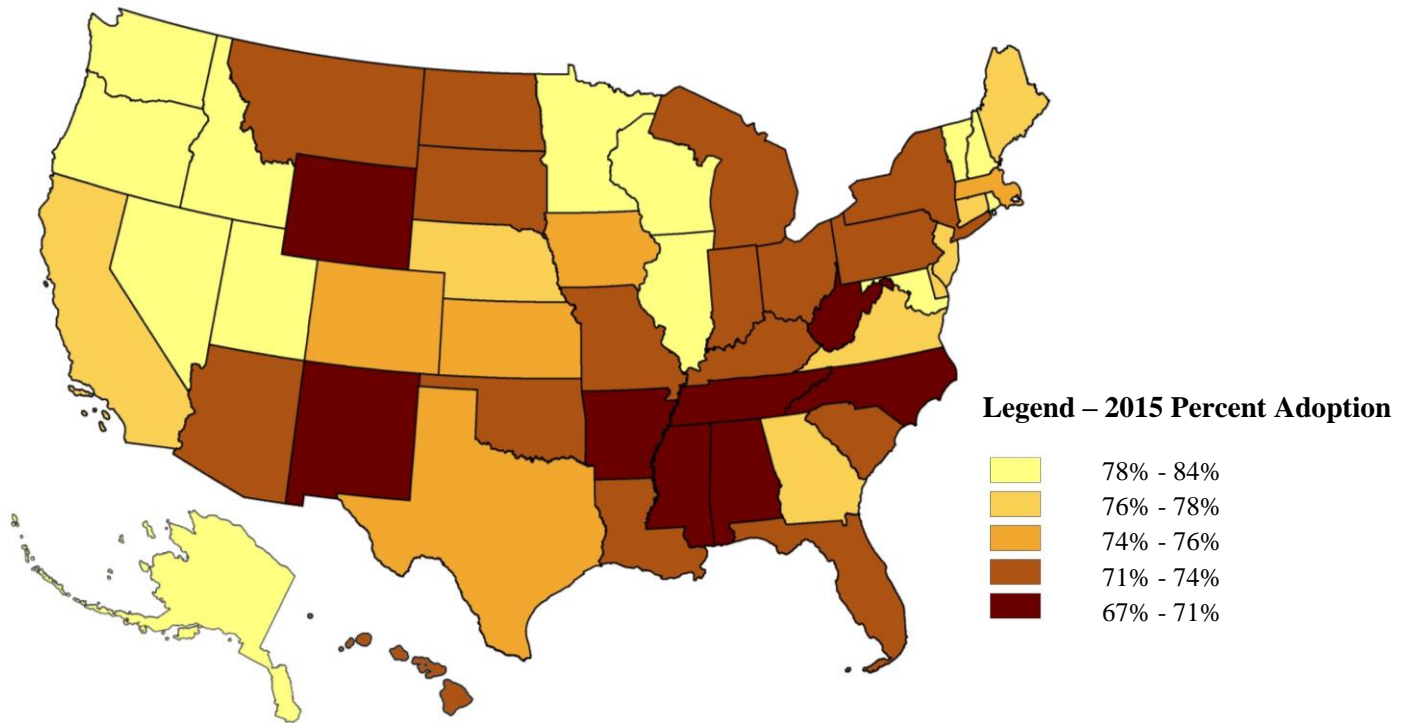 Legend – 2015 Percent Adoption
78% - 84%
76% - 78%
74% - 76%
71% - 74%
67% - 71%